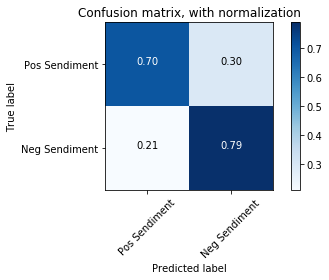 Confusion matrix, with normalization
True label
Pos Sendiment
0.70
0.30
Neg Sendiment
0.21
0.79
Pos Sendiment
Neg Sendiment
Predicted label
0.7
0.6
0.5
0.4
0.3